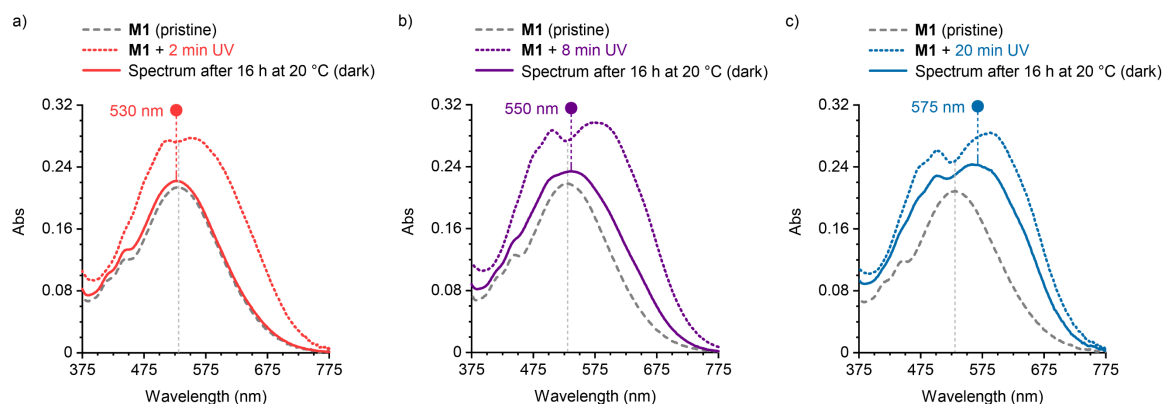 a)
M1 (pristine)
M1 + 2 min UV
Spectrum after 16 h at 20 °C (dark)
530 nm
0.32
0.24
0.16
0.08
0
Abs
375
475
575
675
775
Wavelength (nm)
b)
M1 (pristine)
M1 + 8 min UV
Spectrum after 16 h at 20 °C (dark)
550 nm
0.32
0.24
0.16
0.08
0
Abs
375
475
575
675
775
Wavelength (nm)
c)
M1 (pristine)
M1 + 20 min UV
Spectrum after 16 h at 20 °C (dark)
575 nm
0.32
0.24
0.16
0.08
0
Abs
375
475
575
675
775
Wavelength (nm)